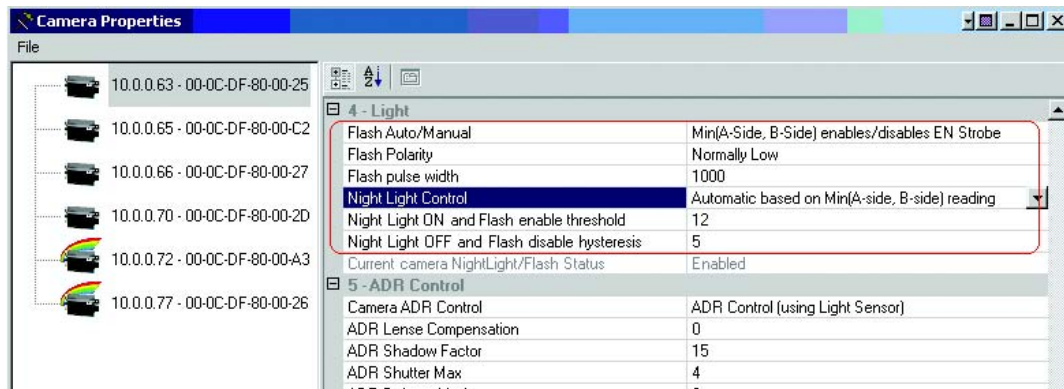 Camera Properties
File
10.0.0.63 - 00-0C-DF-80-00-25
10.0.0.65 - 00-0C-DF-80-00-C2
10.0.0.66 - 00-0C-DF-80-00-27
10.0.0.70 - 00-0C-DF-80-00-2D
10.0.0.72 - 00-0C-DF-80-00-A3
10.0.0.77 - 00-0C-DF-80-00-26
4 - Light
Flash Auto/Manual Min(A-Side, B-Side) enables/disables EN Strobe
Flash Polarity Normally Low
Flash pulse width 1000
Night Light Control Automatic based on Min(A-side, B-side) reading
Night Light ON and Flash enable threshold 12
Night Light OFF and Flash disable hysteresis 5
Current camera NightLight/Flash Status Enabled
5 - ADR Control
Camera ADR Control ADR Control (using Light Sensor)
ADR Lense Compensation 0
ADR Shadow Factor 15
ADR Shutter Max 4